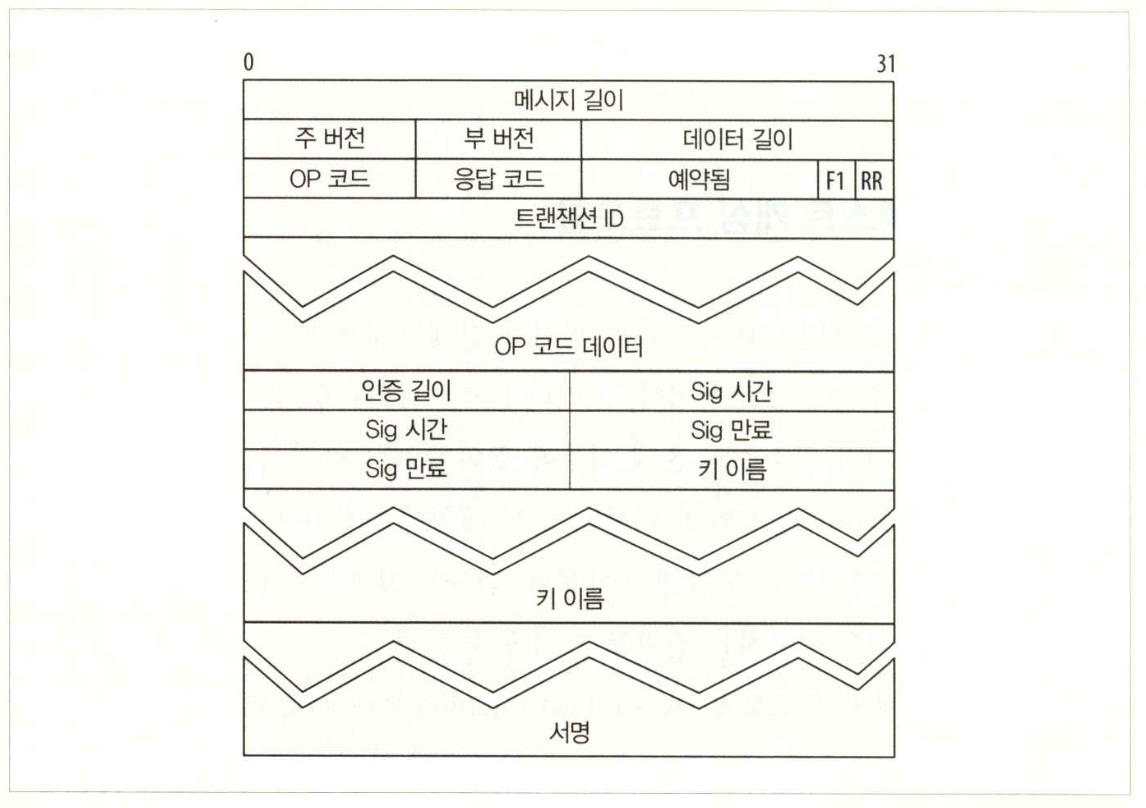 0 31
메시지 길이
주 버전 부 버전 데이터 길이
OP 코드 응답 코드 예약됨 F1 RR
트랜잭션 ID
OP 코드 데이터
인증 길이 Sig 시간
Sig 시간 Sig 만료
Sig 만료 키 이름
키 이름
서명